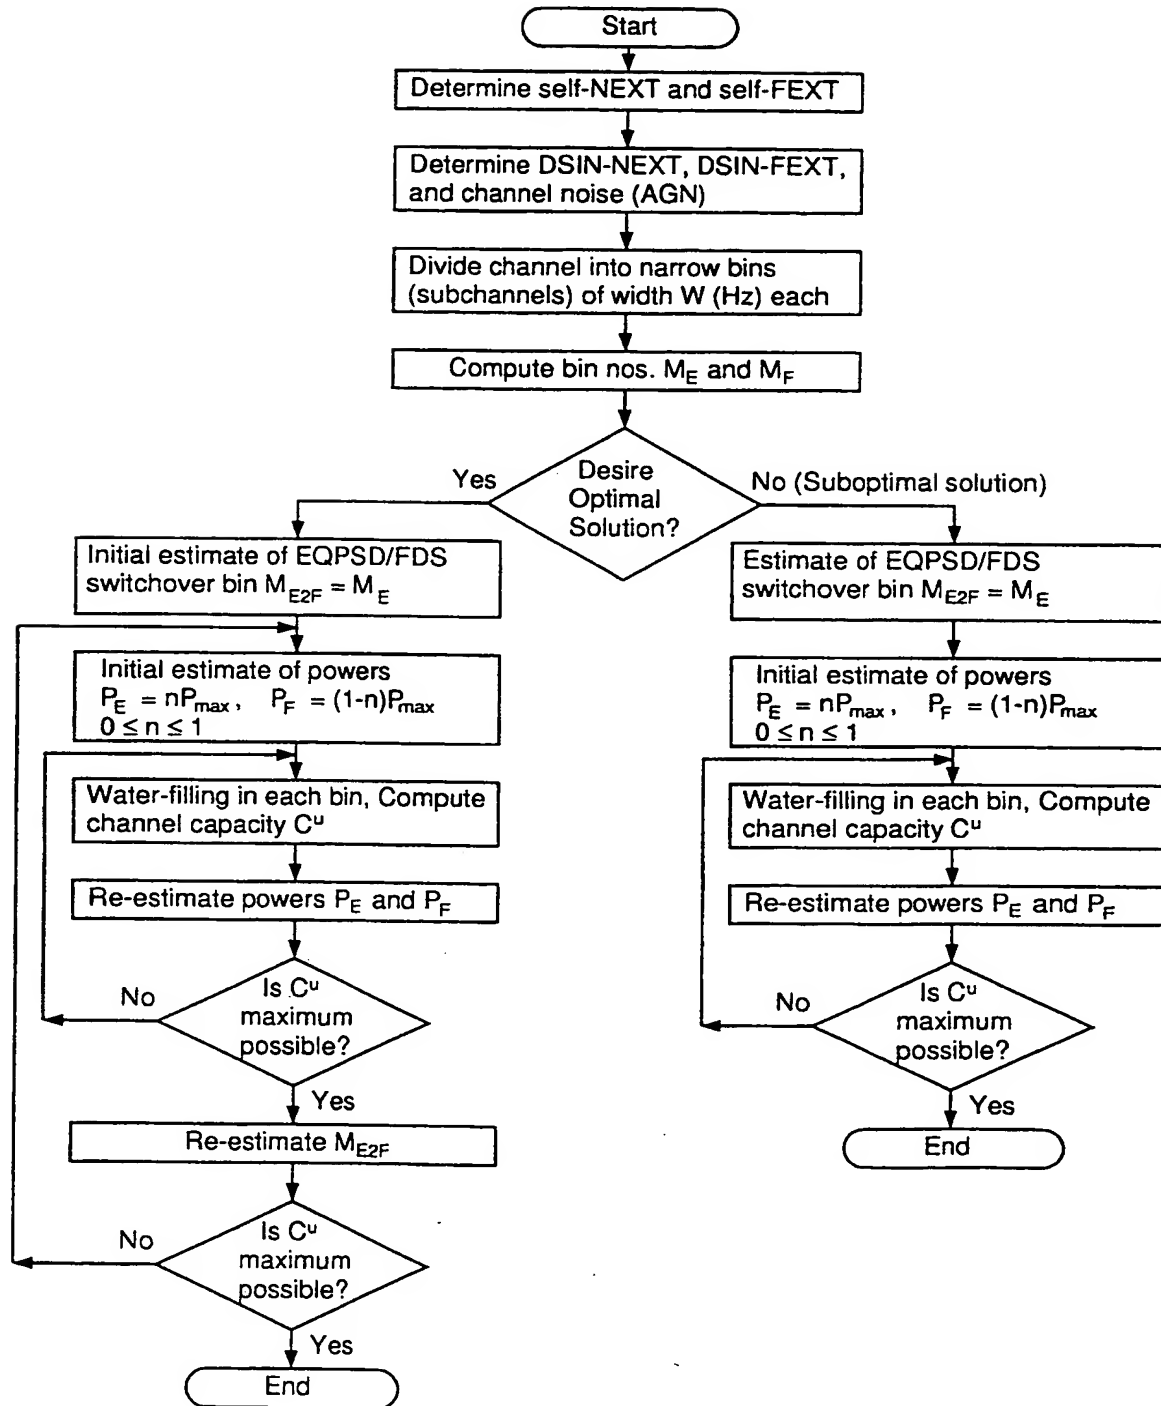 Start
Determine self-NEXT and self-FEXT
Determine DSIN-NEXT, DSIN-FEXT,
and channel noise (AGN)
Divide channel into narrow bins
(subchannels) of width W (Hz) each
Compute bin nos. M_E and M_F
Desire
Optimal
Solution?
Yes
No (Suboptimal solution)
Initial estimate of EQPSD/FDS
switchover bin M_E2F = M_E
Initial estimate of powers
P_E = nP_max, P_F = (1-n)P_max
0 ≤ n ≤ 1
Water-filling in each bin, Compute
channel capacity C^u
Re-estimate powers P_E and P_F
Is C^u
maximum
possible?
No
Yes
Re-estimate M_E2F
Is C^u
maximum
possible?
No
Yes
End
Estimate of EQPSD/FDS
switchover bin M_E2F = M_E
Initial estimate of powers
P_E = nP_max, P_F = (1-n)P_max
0 ≤ n ≤ 1
Water-filling in each bin, Compute
channel capacity C^u
Re-estimate powers P_E and P_F
Is C^u
maximum
possible?
No
Yes
End